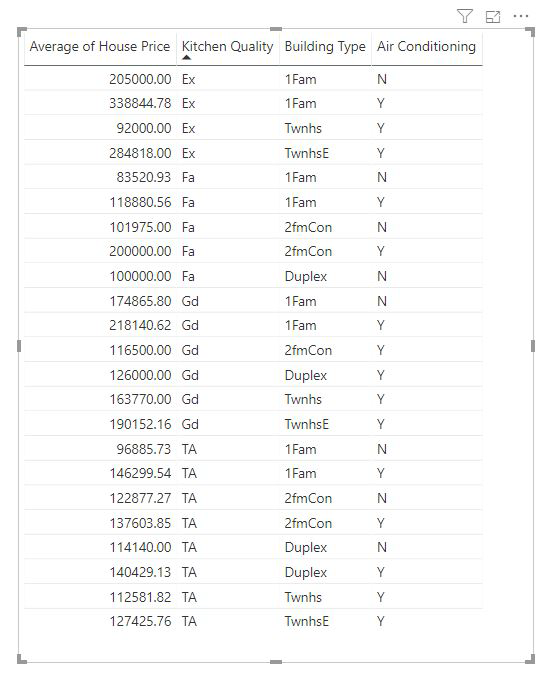 Average of House Price Kitchen Quality Building Type Air Conditioning
205000.00 Ex 1Fam N
338844.78 Ex 1Fam Y
92000.00 Ex Twnhs Y
284818.00 Ex TwnhsE Y
83520.93 Fa 1Fam N
118880.56 Fa 1Fam Y
101975.00 Fa 2fmCon N
200000.00 Fa 2fmCon Y
100000.00 Fa Duplex N
174865.80 Gd 1Fam N
218140.62 Gd 1Fam Y
116500.00 Gd 2fmCon Y
126000.00 Gd Duplex Y
163770.00 Gd Twnhs Y
190152.16 Gd TwnhsE Y
96885.73 TA 1Fam N
146299.54 TA 1Fam Y
122877.27 TA 2fmCon N
137603.85 TA 2fmCon Y
114140.00 TA Duplex N
140429.13 TA Duplex Y
112581.82 TA Twnhs Y
127425.76 TA TwnhsE Y